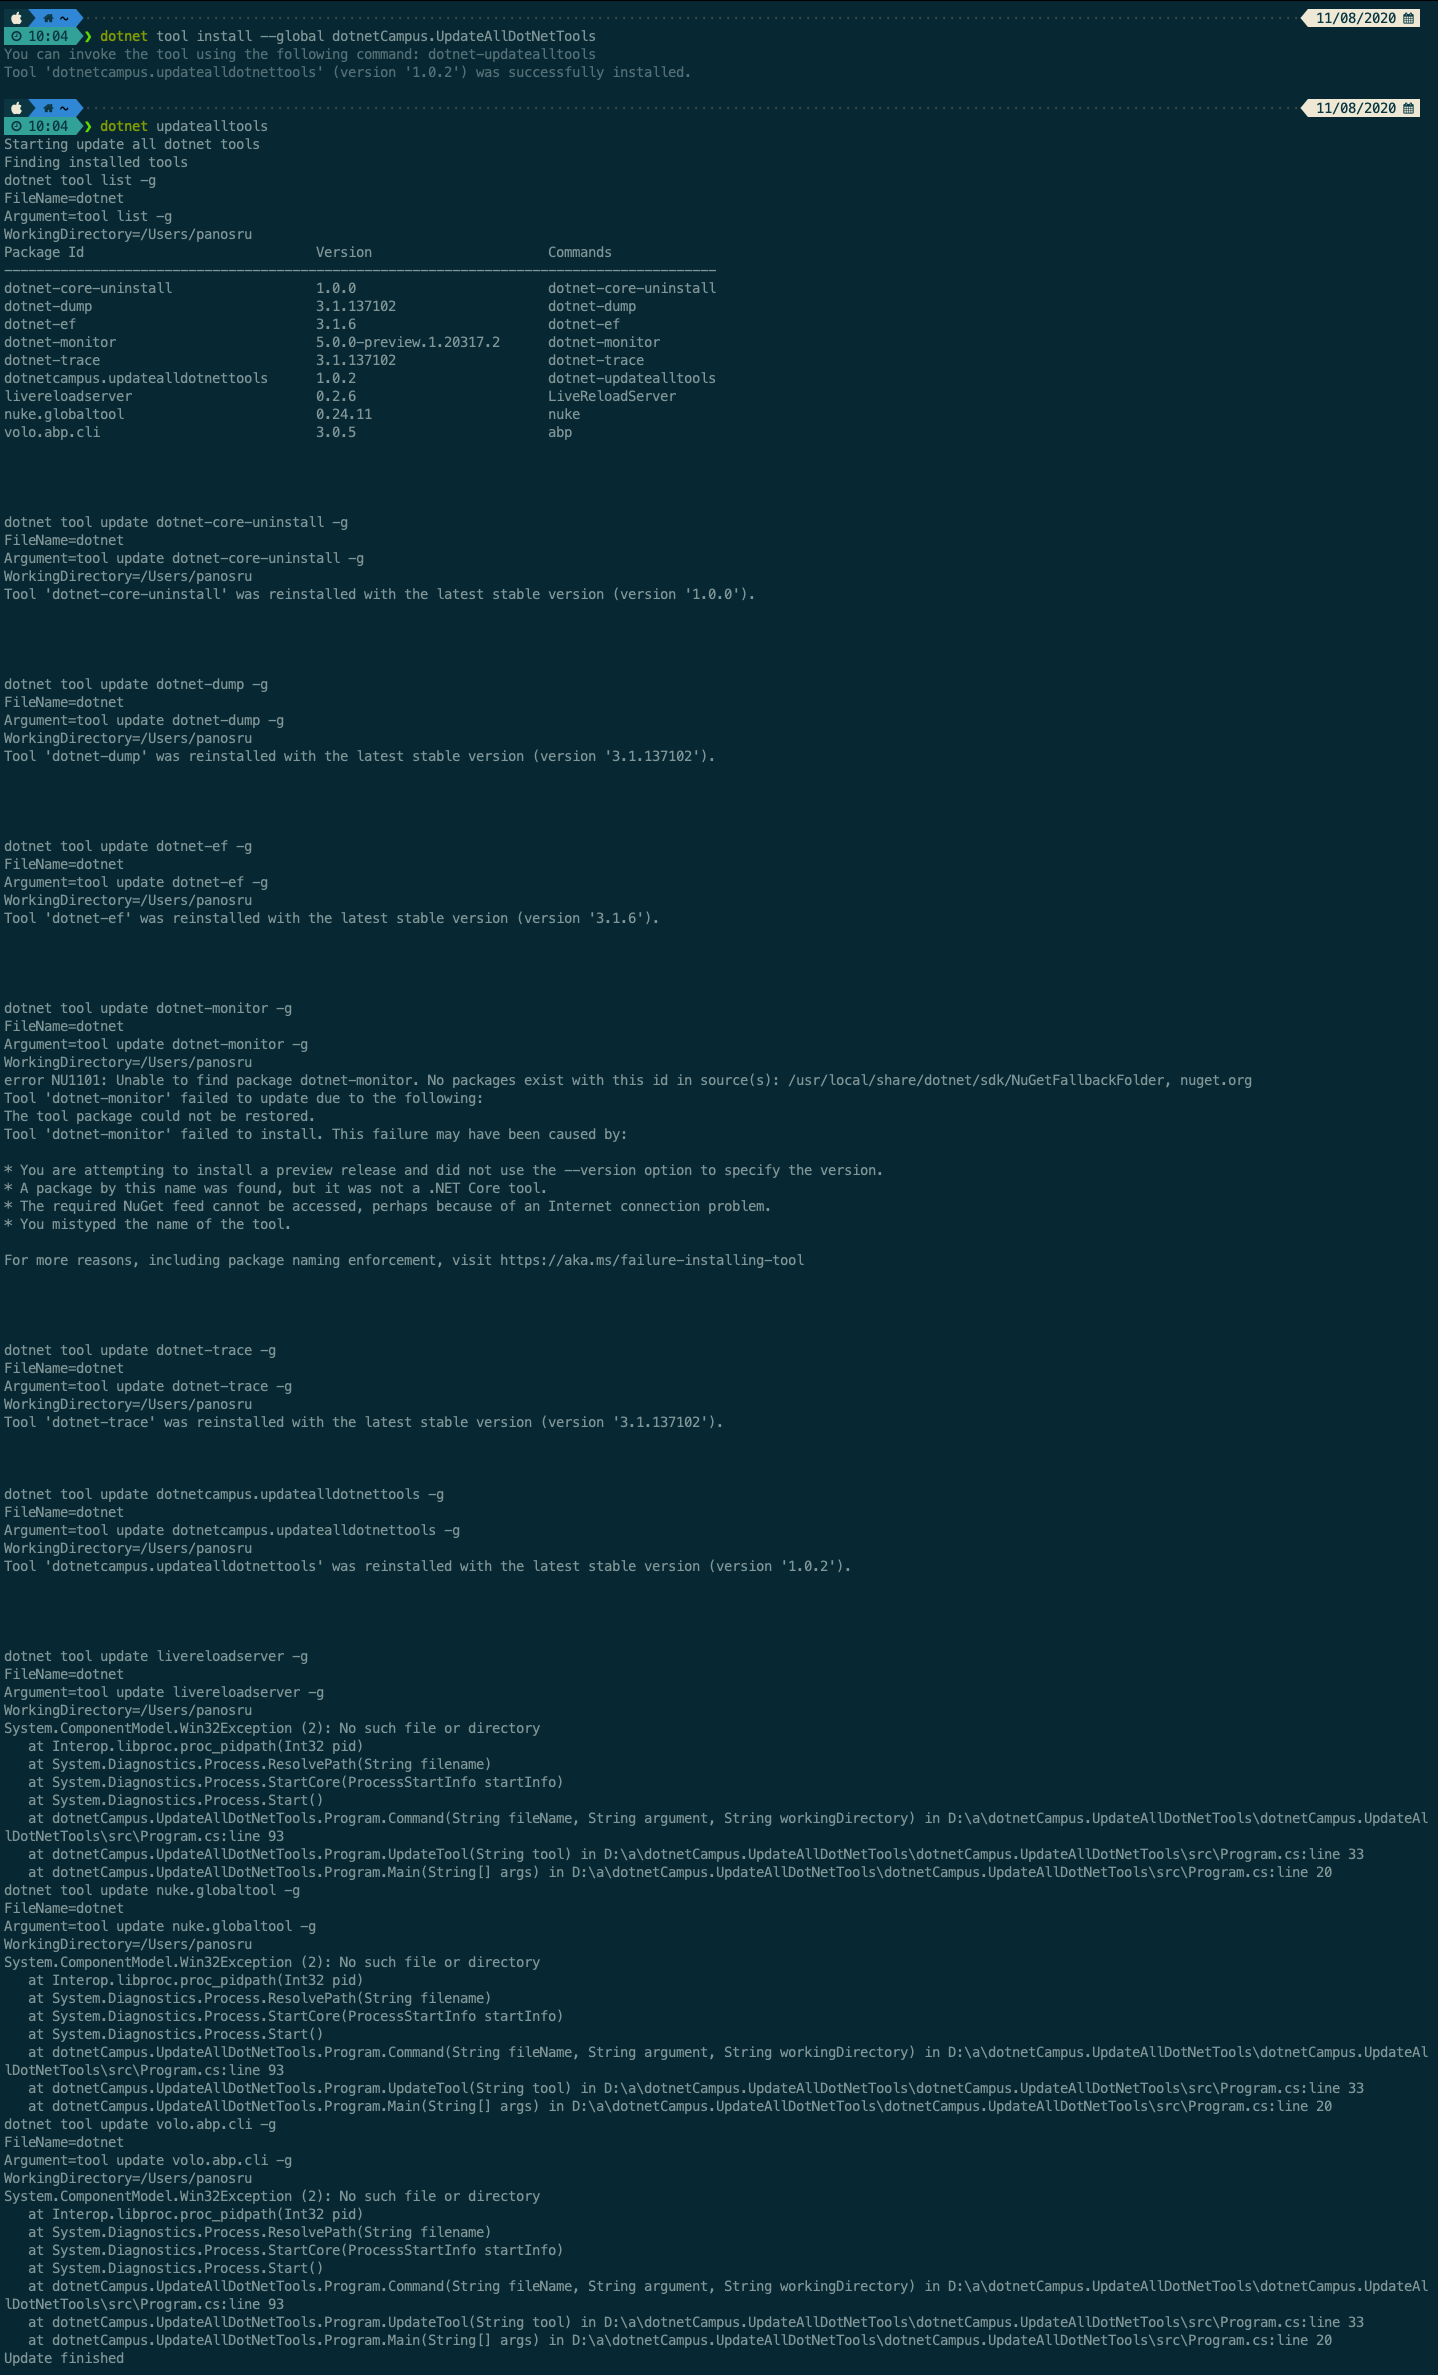 ~ 11/08/2020
10:04 ❯ dotnet tool install --global dotnetCampus.UpdateAllDotNetTools
You can invoke the tool using the following command: dotnet-updatealltools
Tool 'dotnetcampus.updatealldotnettools' (version '1.0.2') was successfully installed.
~ 11/08/2020
10:04 ❯ dotnet updatealltools
Starting update all dotnet tools
Finding installed tools
dotnet tool list -g
FileName=dotnet
Argument=tool list -g
WorkingDirectory=/Users/panosru
Package Id Version Commands
-----------------------------------------------------------------------------------------
dotnet-core-uninstall 1.0.0 dotnet-core-uninstall
dotnet-dump 3.1.137102 dotnet-dump
dotnet-ef 3.1.6 dotnet-ef
dotnet-monitor 5.0.0-preview.1.20317.2 dotnet-monitor
dotnet-trace 3.1.137102 dotnet-trace
dotnetcampus.updatealldotnettools 1.0.2 dotnet-updatealltools
livereloadserver 0.2.6 LiveReloadServer
nuke.globaltool 0.24.11 nuke
volo.abp.cli 3.0.5 abp
dotnet tool update dotnet-core-uninstall -g
FileName=dotnet
Argument=tool update dotnet-core-uninstall -g
WorkingDirectory=/Users/panosru
Tool 'dotnet-core-uninstall' was reinstalled with the latest stable version (version '1.0.0').
dotnet tool update dotnet-dump -g
FileName=dotnet
Argument=tool update dotnet-dump -g
WorkingDirectory=/Users/panosru
Tool 'dotnet-dump' was reinstalled with the latest stable version (version '3.1.137102').
dotnet tool update dotnet-ef -g
FileName=dotnet
Argument=tool update dotnet-ef -g
WorkingDirectory=/Users/panosru
Tool 'dotnet-ef' was reinstalled with the latest stable version (version '3.1.6').
dotnet tool update dotnet-monitor -g
FileName=dotnet
Argument=tool update dotnet-monitor -g
WorkingDirectory=/Users/panosru
error NU1101: Unable to find package dotnet-monitor. No packages exist with this id in source(s): /usr/local/share/dotnet/sdk/NuGetFallbackFolder, nuget.org
Tool 'dotnet-monitor' failed to update due to the following:
The tool package could not be restored.
Tool 'dotnet-monitor' failed to install. This failure may have been caused by:
* You are attempting to install a preview release and did not use the --version option to specify the version.
* A package by this name was found, but it was not a .NET Core tool.
* The required NuGet feed cannot be accessed, perhaps because of an Internet connection problem.
* You mistyped the name of the tool.
For more reasons, including package naming enforcement, visit https://aka.ms/failure-installing-tool
dotnet tool update dotnet-trace -g
FileName=dotnet
Argument=tool update dotnet-trace -g
WorkingDirectory=/Users/panosru
Tool 'dotnet-trace' was reinstalled with the latest stable version (version '3.1.137102').
dotnet tool update dotnetcampus.updatealldotnettools -g
FileName=dotnet
Argument=tool update dotnetcampus.updatealldotnettools -g
WorkingDirectory=/Users/panosru
Tool 'dotnetcampus.updatealldotnettools' was reinstalled with the latest stable version (version '1.0.2').
dotnet tool update livereloadserver -g
FileName=dotnet
Argument=tool update livereloadserver -g
WorkingDirectory=/Users/panosru
System.ComponentModel.Win32Exception (2): No such file or directory
at Interop.libproc.proc_pidpath(Int32 pid)
at System.Diagnostics.Process.ResolvePath(String filename)
at System.Diagnostics.Process.StartCore(ProcessStartInfo startInfo)
at System.Diagnostics.Process.Start()
at dotnetCampus.UpdateAllDotNetTools.Program.Command(String fileName, String argument, String workingDirectory) in D:\a\dotnetCampus.UpdateAllDotNetTools\dotnetCampus.UpdateAl
lDotNetTools\src\Program.cs:line 93
at dotnetCampus.UpdateAllDotNetTools.Program.UpdateTool(String tool) in D:\a\dotnetCampus.UpdateAllDotNetTools\dotnetCampus.UpdateAllDotNetTools\src\Program.cs:line 33
at dotnetCampus.UpdateAllDotNetTools.Program.Main(String[] args) in D:\a\dotnetCampus.UpdateAllDotNetTools\dotnetCampus.UpdateAllDotNetTools\src\Program.cs:line 20
dotnet tool update nuke.globaltool -g
FileName=dotnet
Argument=tool update nuke.globaltool -g
WorkingDirectory=/Users/panosru
System.ComponentModel.Win32Exception (2): No such file or directory
at Interop.libproc.proc_pidpath(Int32 pid)
at System.Diagnostics.Process.ResolvePath(String filename)
at System.Diagnostics.Process.StartCore(ProcessStartInfo startInfo)
at System.Diagnostics.Process.Start()
at dotnetCampus.UpdateAllDotNetTools.Program.Command(String fileName, String argument, String workingDirectory) in D:\a\dotnetCampus.UpdateAllDotNetTools\dotnetCampus.UpdateAl
lDotNetTools\src\Program.cs:line 93
at dotnetCampus.UpdateAllDotNetTools.Program.UpdateTool(String tool) in D:\a\dotnetCampus.UpdateAllDotNetTools\dotnetCampus.UpdateAllDotNetTools\src\Program.cs:line 33
at dotnetCampus.UpdateAllDotNetTools.Program.Main(String[] args) in D:\a\dotnetCampus.UpdateAllDotNetTools\dotnetCampus.UpdateAllDotNetTools\src\Program.cs:line 20
dotnet tool update volo.abp.cli -g
FileName=dotnet
Argument=tool update volo.abp.cli -g
WorkingDirectory=/Users/panosru
System.ComponentModel.Win32Exception (2): No such file or directory
at Interop.libproc.proc_pidpath(Int32 pid)
at System.Diagnostics.Process.ResolvePath(String filename)
at System.Diagnostics.Process.StartCore(ProcessStartInfo startInfo)
at System.Diagnostics.Process.Start()
at dotnetCampus.UpdateAllDotNetTools.Program.Command(String fileName, String argument, String workingDirectory) in D:\a\dotnetCampus.UpdateAllDotNetTools\dotnetCampus.UpdateAl
lDotNetTools\src\Program.cs:line 93
at dotnetCampus.UpdateAllDotNetTools.Program.UpdateTool(String tool) in D:\a\dotnetCampus.UpdateAllDotNetTools\dotnetCampus.UpdateAllDotNetTools\src\Program.cs:line 33
at dotnetCampus.UpdateAllDotNetTools.Program.Main(String[] args) in D:\a\dotnetCampus.UpdateAllDotNetTools\dotnetCampus.UpdateAllDotNetTools\src\Program.cs:line 20
Update finished